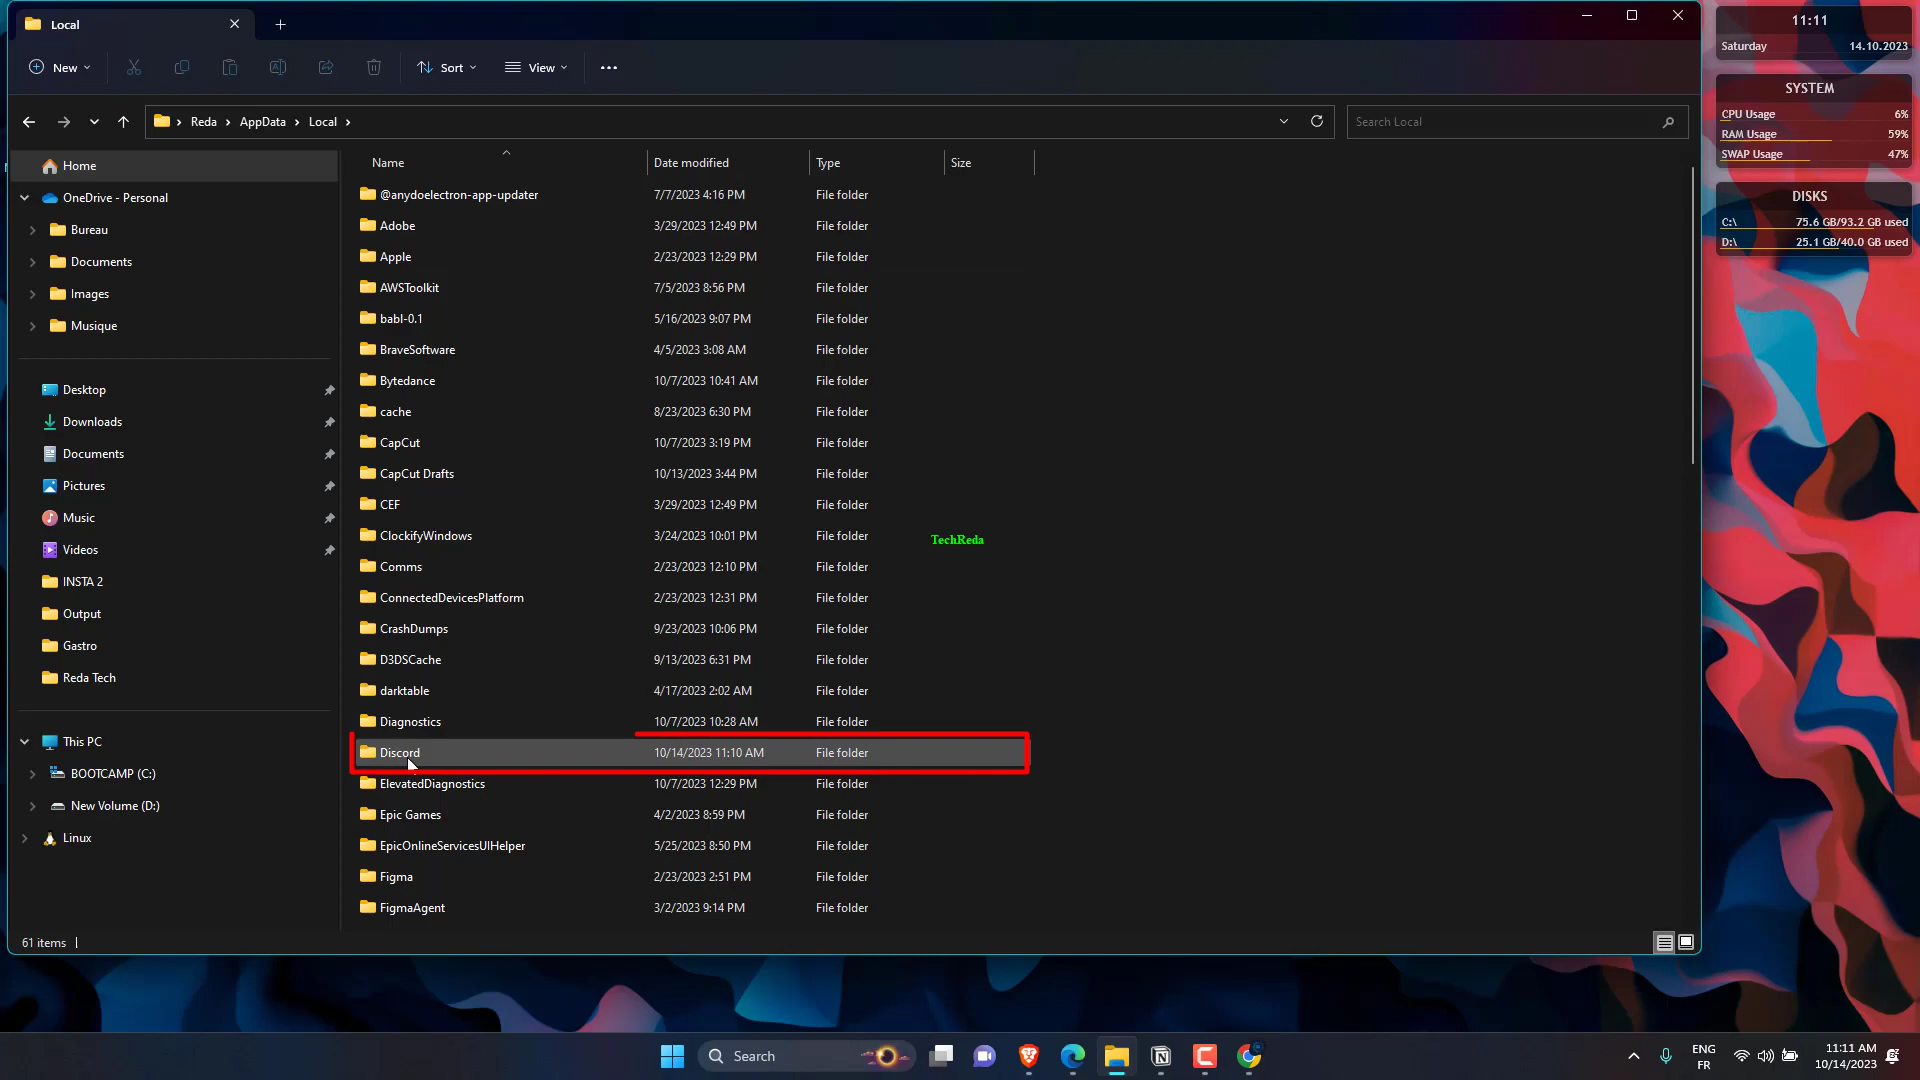 Local
New
Sort
View
Reda
AppData
Local
Search Local
Home
OneDrive - Personal
Bureau
Documents
Images
Musique
Desktop
Downloads
Documents
Pictures
Music
Videos
INSTA 2
Output
Gastro
Reda Tech
This PC
BOOTCAMP (C:)
New Volume (D:)
Linux
Name Date modified Type Size
@anydoelectron-app-updater 7/7/2023 4:16 PM File folder
Adobe 3/29/2023 12:49 PM File folder
Apple 2/23/2023 12:29 PM File folder
AWSToolkit 7/5/2023 8:56 PM File folder
babl-0.1 5/16/2023 9:07 PM File folder
BraveSoftware 4/5/2023 3:08 AM File folder
Bytedance 10/7/2023 10:41 AM File folder
cache 8/23/2023 6:30 PM File folder
CapCut 10/7/2023 3:19 PM File folder
CapCut Drafts 10/13/2023 3:44 PM File folder
CEF 3/29/2023 12:49 PM File folder
ClockifyWindows 3/24/2023 10:01 PM File folder
Comms 2/23/2023 12:10 PM File folder
ConnectedDevicesPlatform 2/23/2023 12:31 PM File folder
CrashDumps 9/23/2023 10:06 PM File folder
D3DSCache 9/13/2023 6:31 PM File folder
darktable 4/17/2023 2:02 AM File folder
Diagnostics 10/7/2023 10:28 AM File folder
Discord 10/14/2023 11:10 AM File folder
ElevatedDiagnostics 10/7/2023 12:29 PM File folder
Epic Games 4/2/2023 8:59 PM File folder
EpicOnlineServicesUIHelper 5/25/2023 8:50 PM File folder
Figma 2/23/2023 2:51 PM File folder
FigmaAgent 3/2/2023 9:14 PM File folder
TechReda
61 items
11:11
Saturday 14.10.2023
SYSTEM
CPU Usage 6%
RAM Usage 59%
SWAP Usage 47%
DISKS
C:\ 75.6 GB/93.2 GB used
D:\ 25.1 GB/40.0 GB used
Search
ENG
FR
11:11 AM
10/14/2023